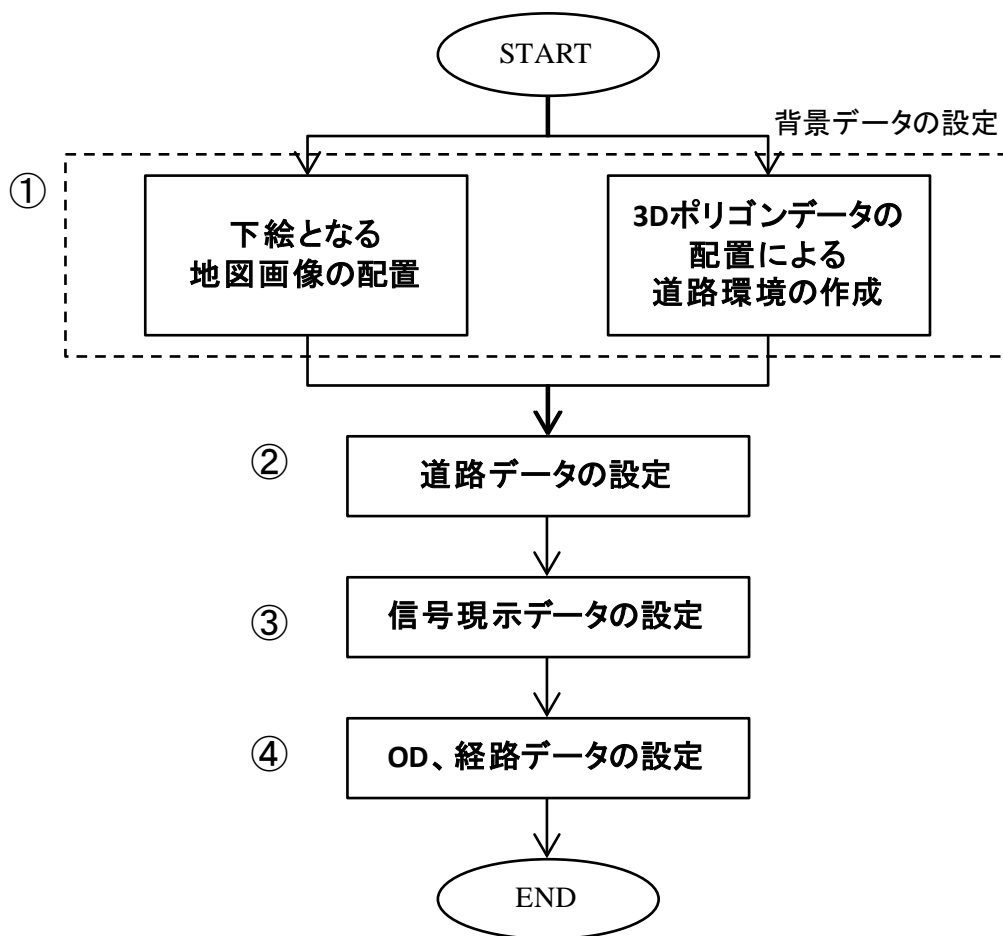 START
背景データの設定
①
下絵となる
地図画像の配置
3Dポリゴンデータの
配置による
道路環境の作成
②
道路データの設定
③
信号現示データの設定
④
OD、経路データの設定
END